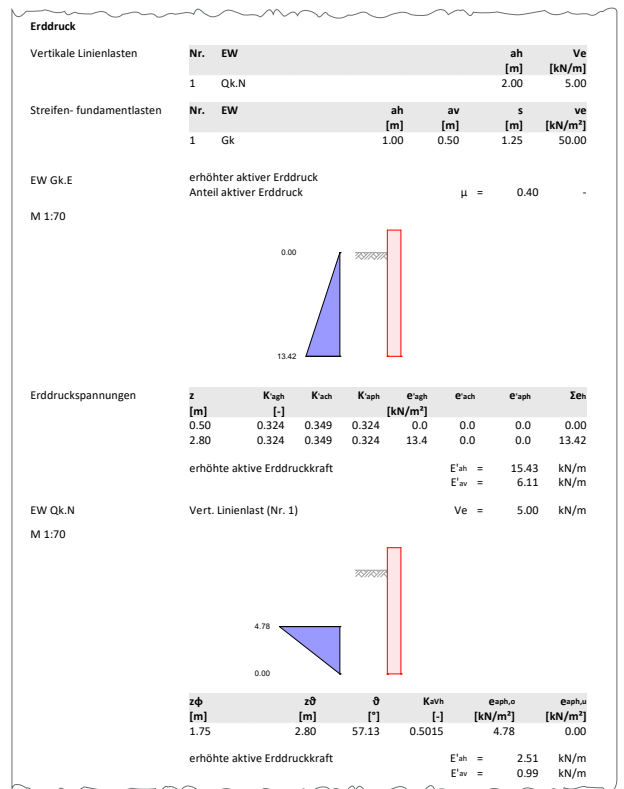 Erddruck
Vertikale Linienlasten Nr. EW ah Ve
[m] [kN/m]
1 Qk.N 2.00 5.00
Streifen- fundamentlasten Nr. EW ah av s ve
[m] [m] [m] [kN/m²]
1 Gk 1.00 0.50 1.25 50.00
EW Gk.E erhöhter aktiver Erddruck
Anteil aktiver Erddruck μ = 0.40 -
M 1:70
0.00
13.42
Erddruckspannungen z K'agh K'ach K'aph e'agh e'ach e'aph Σeh
[m] [-] [kN/m²]
0.50 0.324 0.349 0.324 0.0 0.0 0.0 0.00
2.80 0.324 0.349 0.324 13.4 0.0 0.0 13.42
erhöhte aktive Erddruckkraft E'ah = 15.43 kN/m
E'av = 6.11 kN/m
EW Qk.N Vert. Linienlast (Nr. 1) Ve = 5.00 kN/m
M 1:70
4.78
0.00
zϕ zϑ ϑ KaVh eaph,o eaph,u
[m] [m] [°] [-] [kN/m²] [kN/m²]
1.75 2.80 57.13 0.5015 4.78 0.00
erhöhte aktive Erddruckkraft E'ah = 2.51 kN/m
E'av = 0.99 kN/m